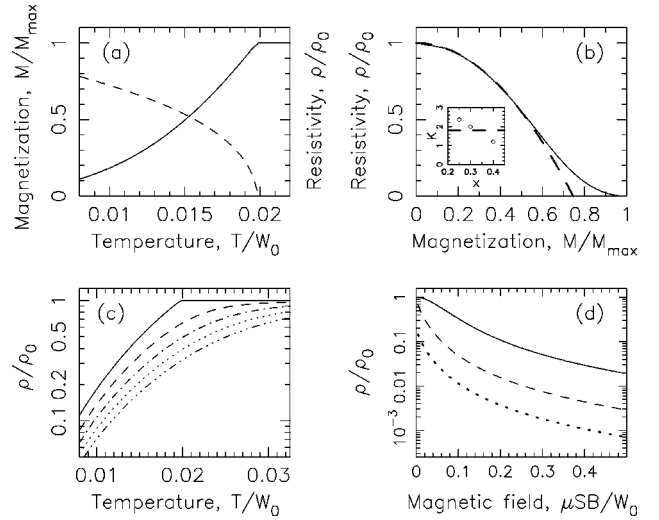 Magnetization, M/M_max
1
0.5
0
(a)
0.01
0.015
0.02
Temperature, T/W_0
Resistivity, ρ/ρ_0
Resistivity, ρ/ρ_0
1
0.5
0
(b)
K
3
2
1
0
0.2
0.3
0.4
X
0
0.2
0.4
0.6
0.8
1
Magnetization, M/M_max
ρ/ρ_0
1
0.5
0.2
0.1
(c)
0.01
0.02
0.03
Temperature, T/W_0
ρ/ρ_0
1
0.1
0.01
10^-3
(d)
0
0.1
0.2
0.3
0.4
Magnetic field, μSB/W_0